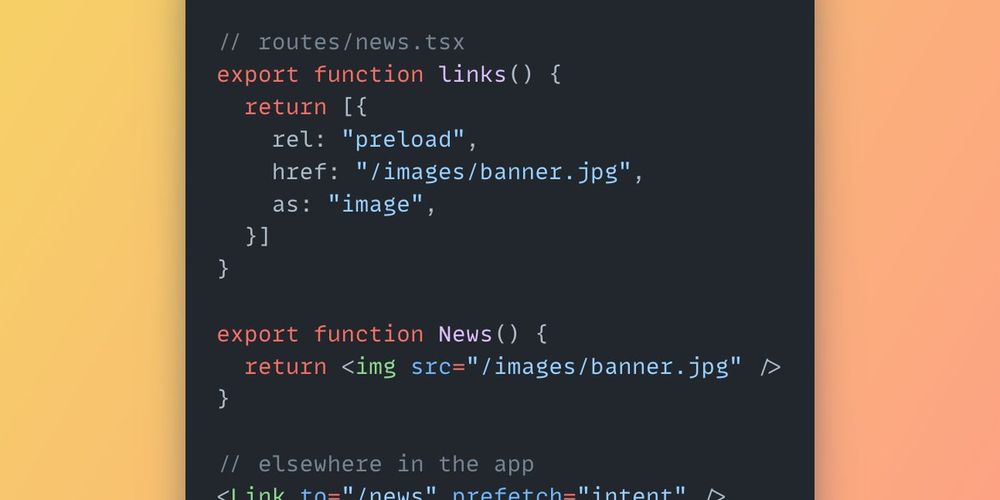 // routes/news.tsx
export function links() {
  return [{
    rel: "preload",
    href: "/images/banner.jpg",
    as: "image",
  }]
}

export function News() {
  return <img src="/images/banner.jpg" />
}

// elsewhere in the app
<Link to="/news" prefetch="intent" />